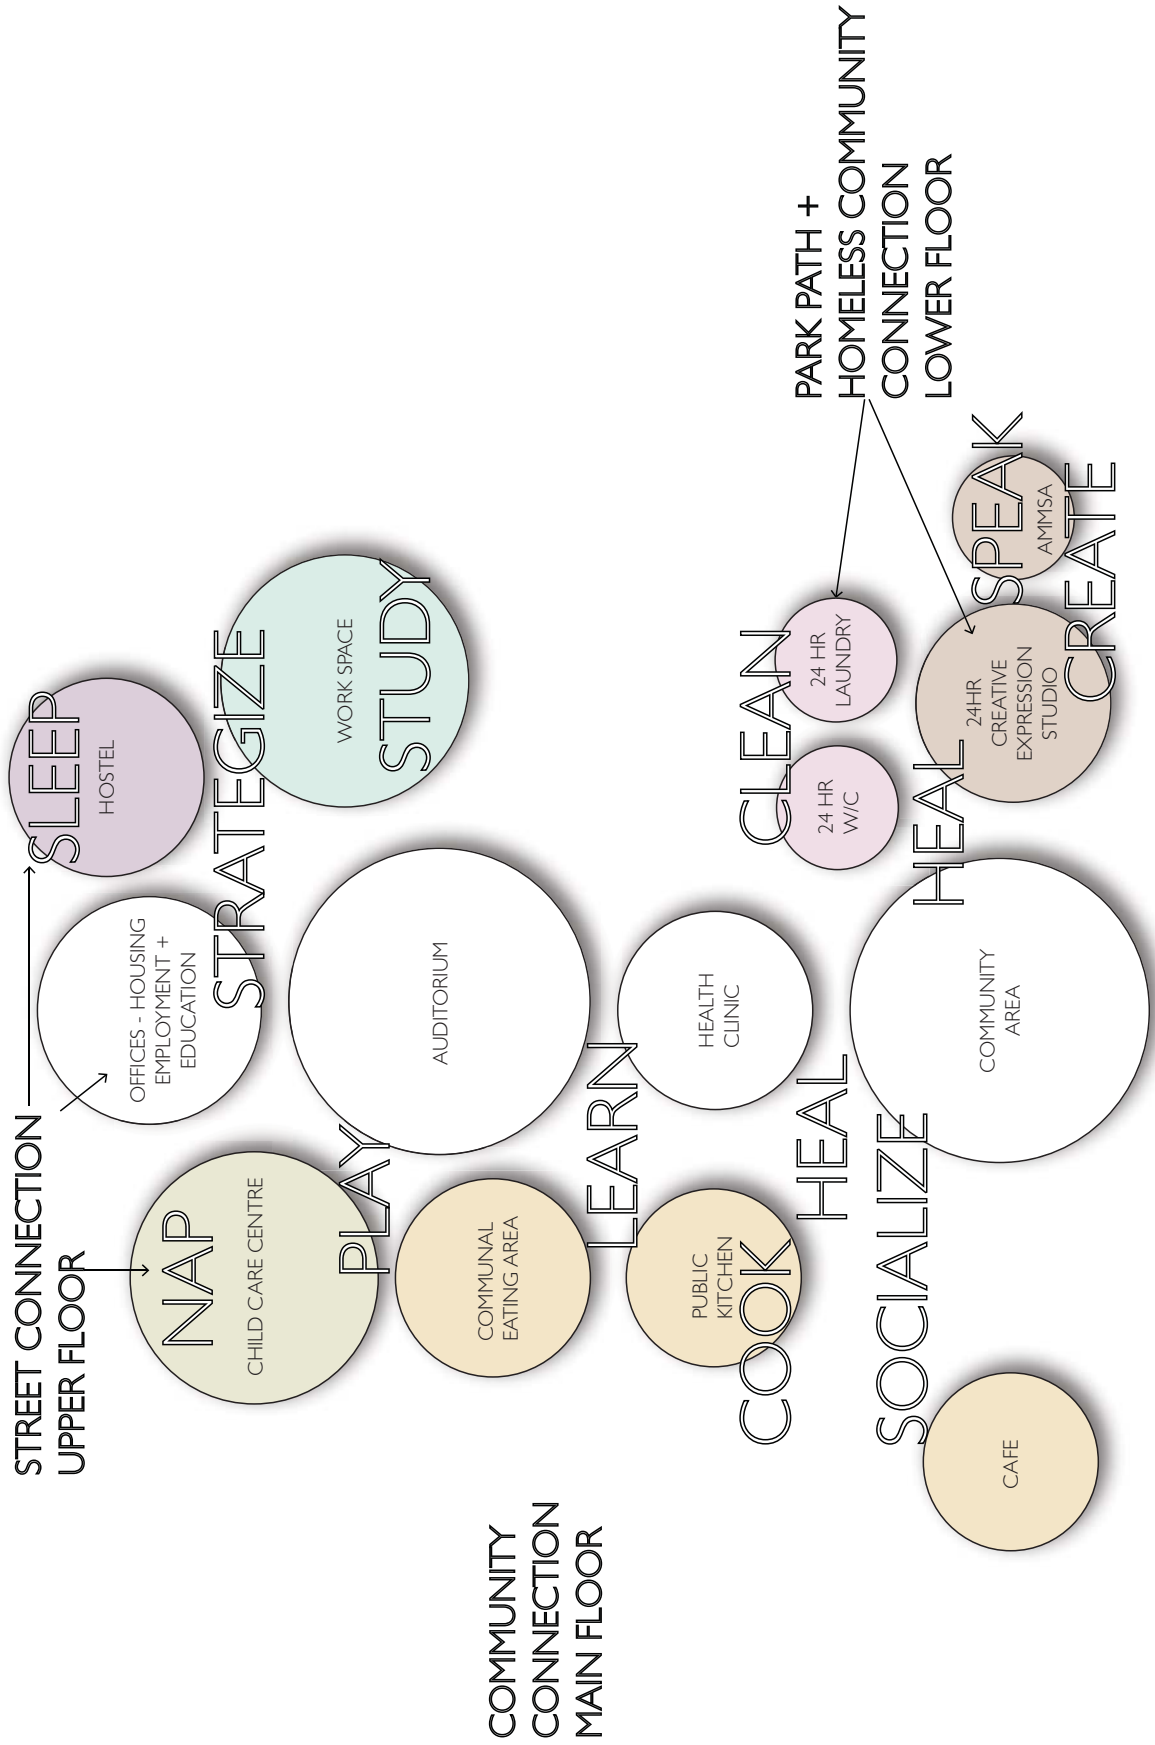 STREET CONNECTION
UPPER FLOOR
SLEEP
HOSTEL
OFFICES - HOUSING
EMPLOYMENT +
EDUCATION
STRATEGIZE
NAP
CHILD CARE CENTRE
PLAY
WORK SPACE
STUDY
AUDITORIUM
COMMUNITY
CONNECTION
MAIN FLOOR
COMMUNAL
EATING AREA
LEARN
HEALTH
CLINIC
PUBLIC
KITCHEN
COOK
CLEAN
24 HR
W/C
24 HR
LAUNDRY
PARK PATH +
HOMELESS COMMUNITY
CONNECTION
LOWER FLOOR
HEAL
SOCIALIZE
HEAL
COMMUNITY
AREA
CAFE
24HR
CREATIVE
EXPRESSION
STUDIO
SPEAK
AMMSA
CREATE